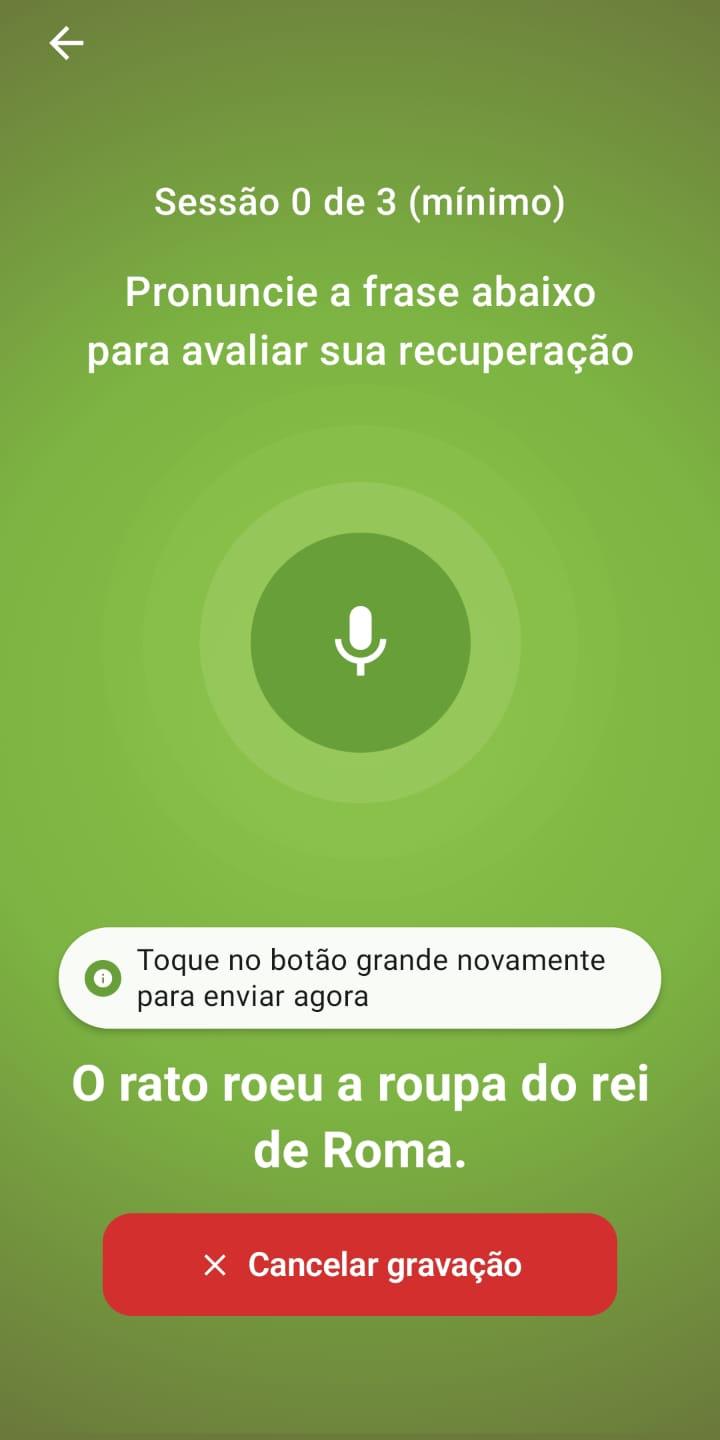 Sessão 0 de 3 (mínimo)
Pronuncie a frase abaixo
para avaliar sua recuperação
Toque no botão grande novamente
para enviar agora
O rato roeu a roupa do rei
de Roma.
Cancelar gravação